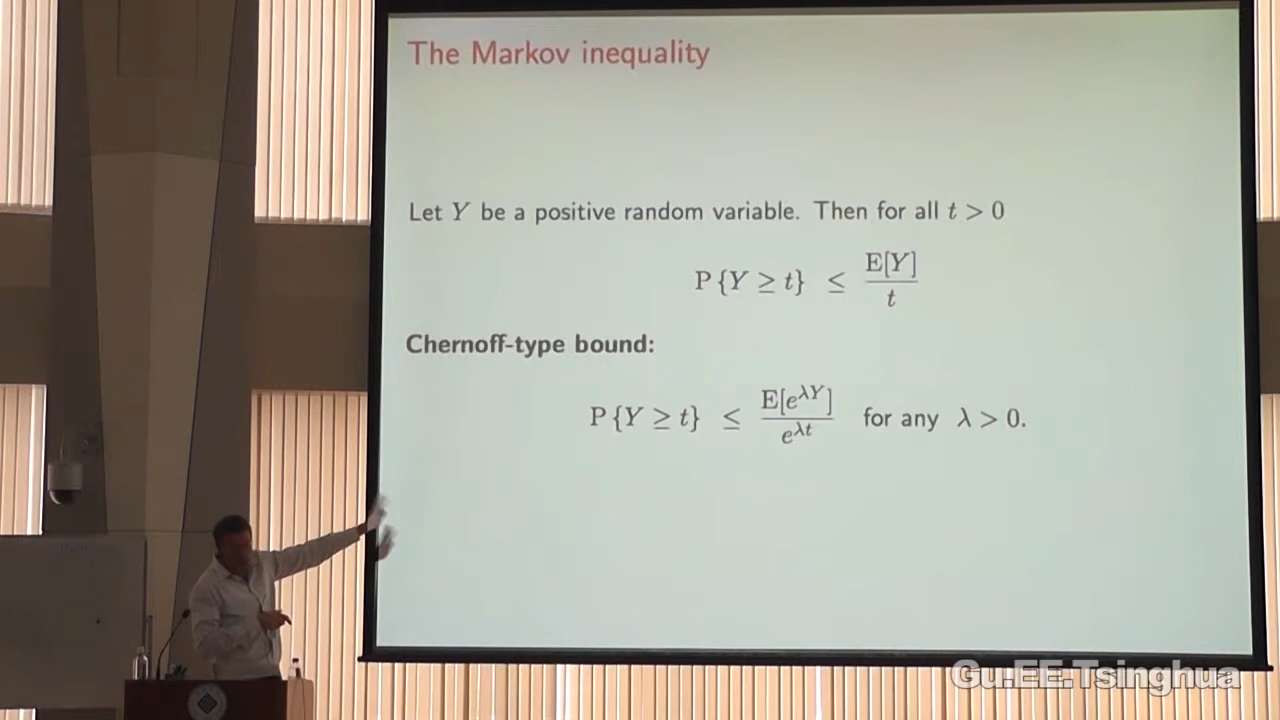 The Markov inequality
Let Y be a positive random variable. Then for all t > 0
P{Y ≥ t} ≤ E[Y]/t
Chernoff-type bound:
P{Y ≥ t} ≤ E[e^{λY}]/e^{λt} for any λ > 0.
Gu.EE.Tsinghua